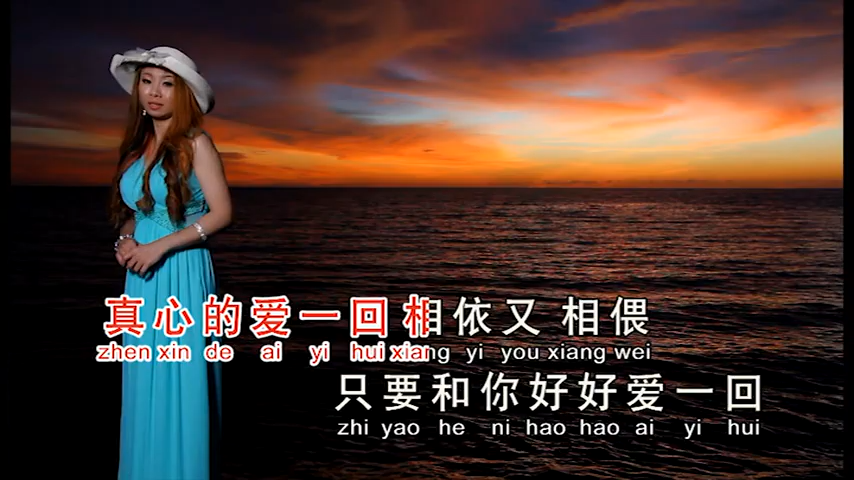 真心的爱一回相依又相偎
zhen xin de ai yi hui xiang yi you xiang wei
只要和你好好爱一回
zhi yao he ni hao hao ai yi hui